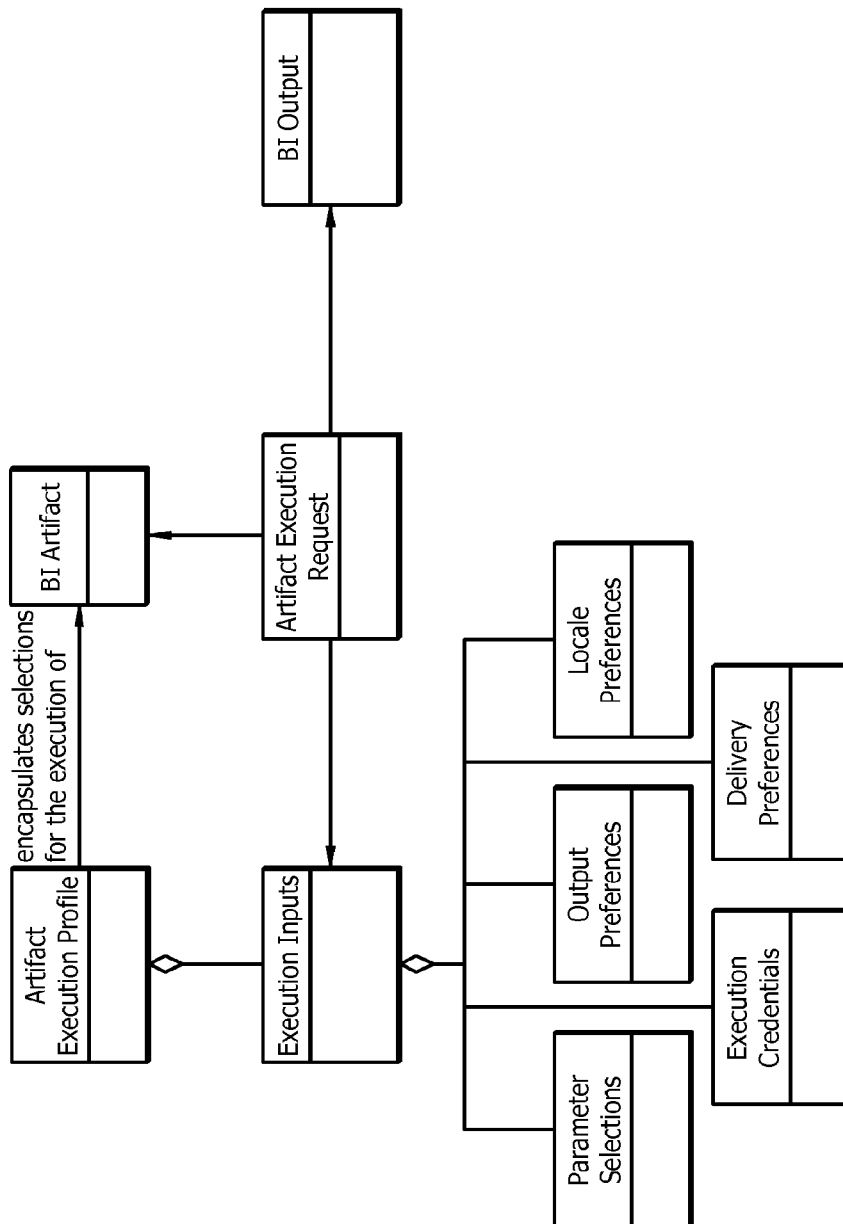 Artifact
Execution Profile
encapsulates selections
for the execution of
BI Artifact
Execution Inputs
Artifact Execution
Request
BI Output
Parameter
Selections
Output
Preferences
Locale
Preferences
Execution
Credentials
Delivery
Preferences